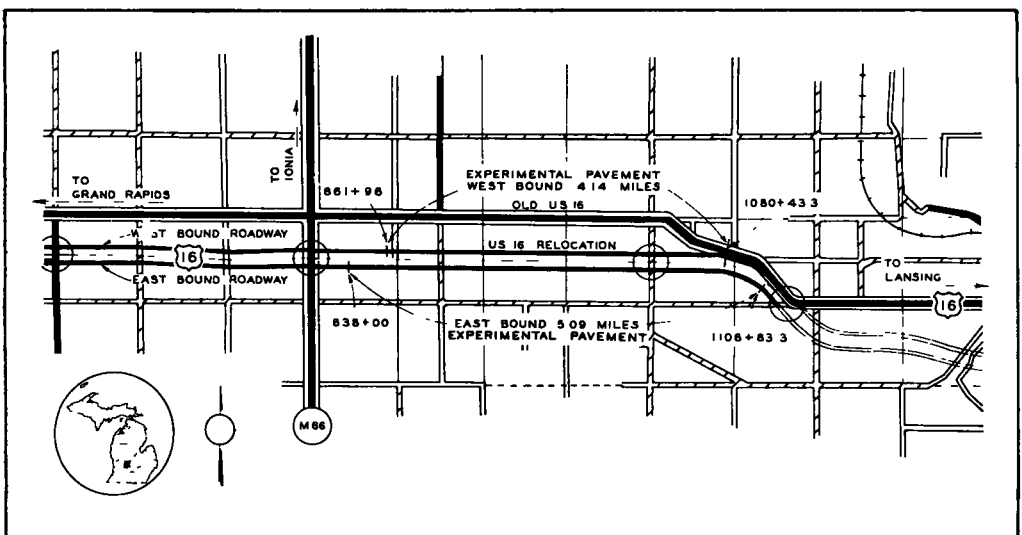 TO
GRAND RAPIDS
TO
IONIA
661+96
EXPERIMENTAL PAVEMENT
WEST BOUND 4.14 MILES
OLD US 16
1080+43.3
WEST BOUND ROADWAY
16
US 16 RELOCATION
EAST BOUND ROADWAY
TO
LANSING
16
838+00
EAST BOUND 5.09 MILES
EXPERIMENTAL PAVEMENT
1106+83.3
M 66